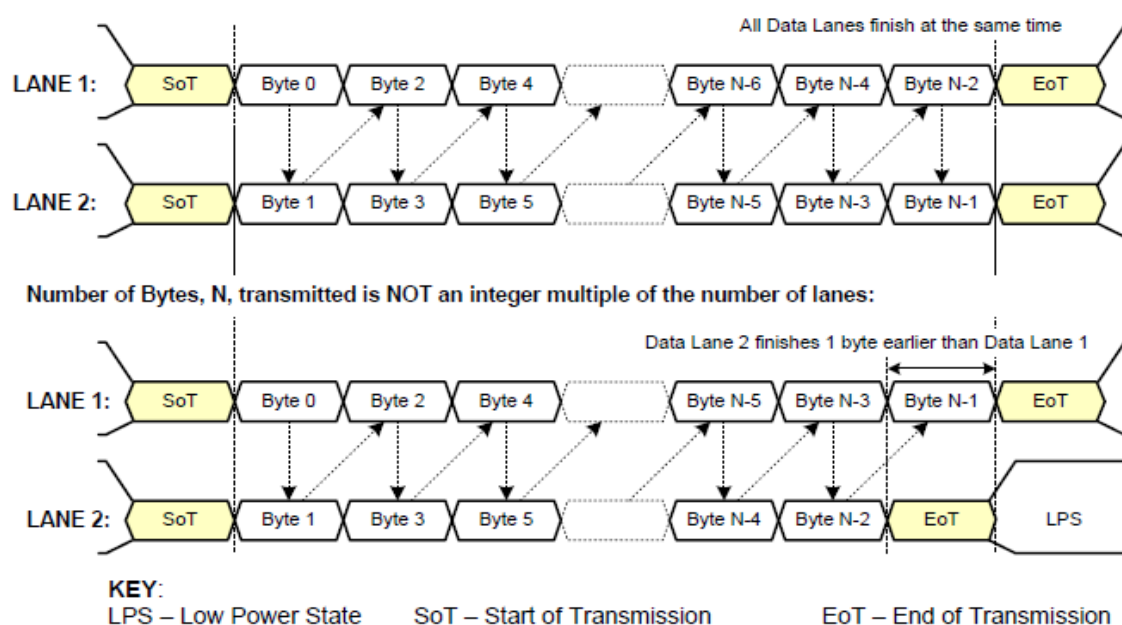 All Data Lanes finish at the same time
LANE 1: SoT Byte 0 Byte 2 Byte 4 Byte N-6 Byte N-4 Byte N-2 EoT
LANE 2: SoT Byte 1 Byte 3 Byte 5 Byte N-5 Byte N-3 Byte N-1 EoT
Number of Bytes, N, transmitted is NOT an integer multiple of the number of lanes:
Data Lane 2 finishes 1 byte earlier than Data Lane 1
LANE 1: SoT Byte 0 Byte 2 Byte 4 Byte N-5 Byte N-3 Byte N-1 EoT
LANE 2: SoT Byte 1 Byte 3 Byte 5 Byte N-4 Byte N-2 EoT LPS
KEY:
LPS – Low Power State SoT – Start of Transmission EoT – End of Transmission